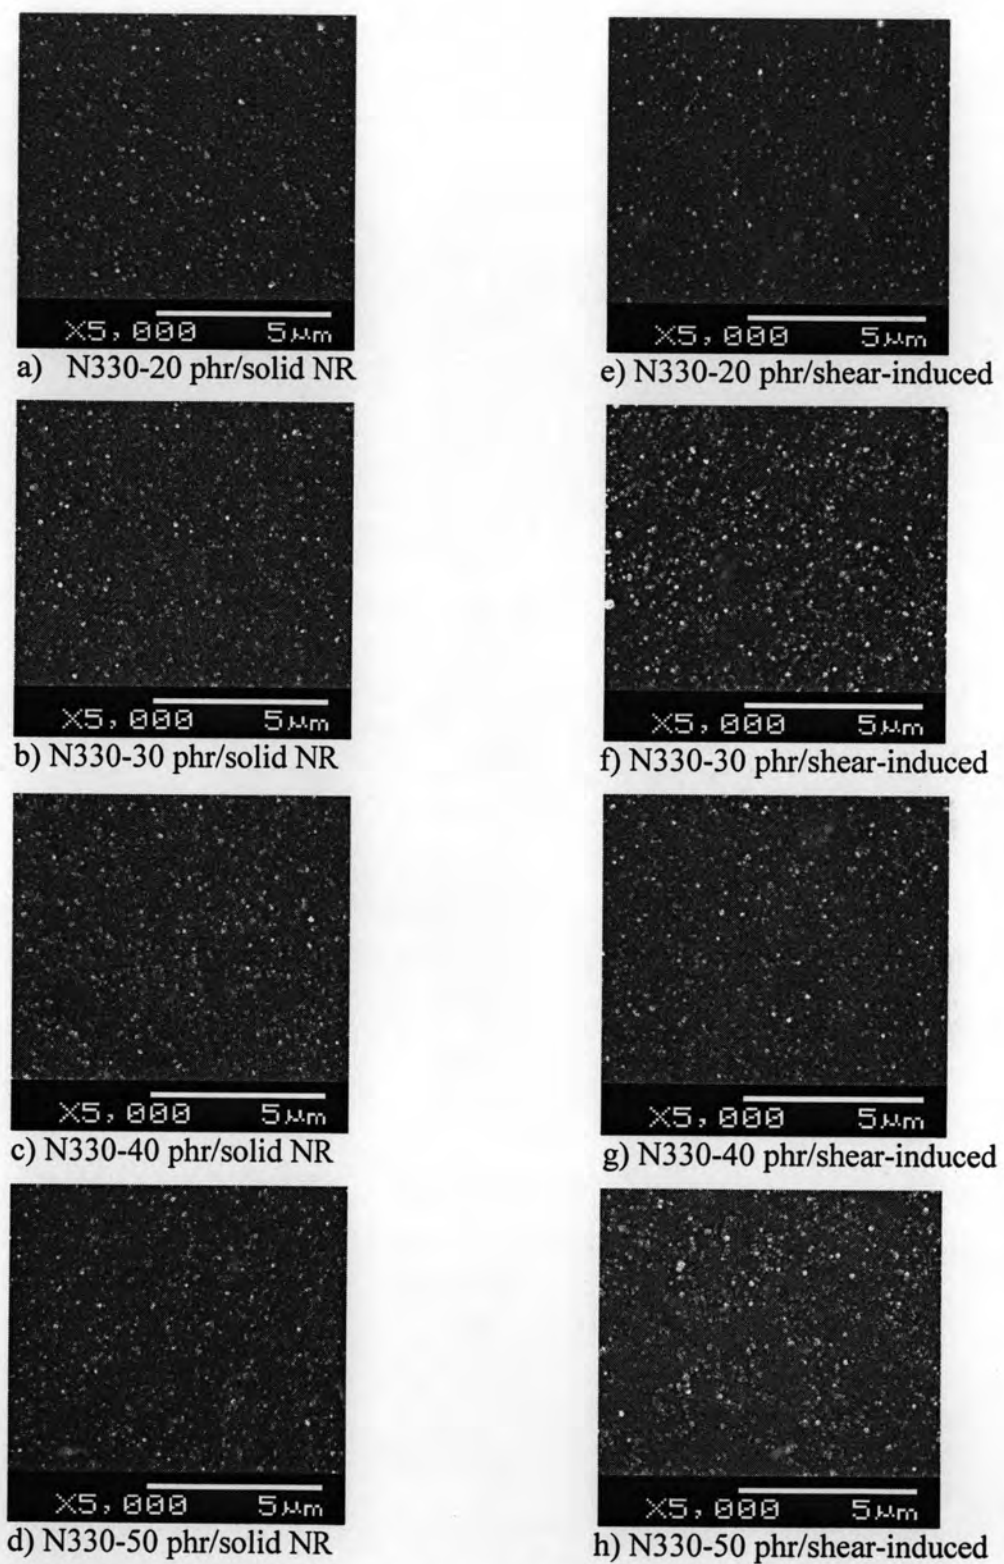 X5,000 5μm
a) N330-20 phr/solid NR
X5,000 5μm
e) N330-20 phr/shear-induced
X5,000 5μm
b) N330-30 phr/solid NR
X5,000 5μm
f) N330-30 phr/shear-induced
X5,000 5μm
c) N330-40 phr/solid NR
X5,000 5μm
g) N330-40 phr/shear-induced
X5,000 5μm
d) N330-50 phr/solid NR
X5,000 5μm
h) N330-50 phr/shear-induced